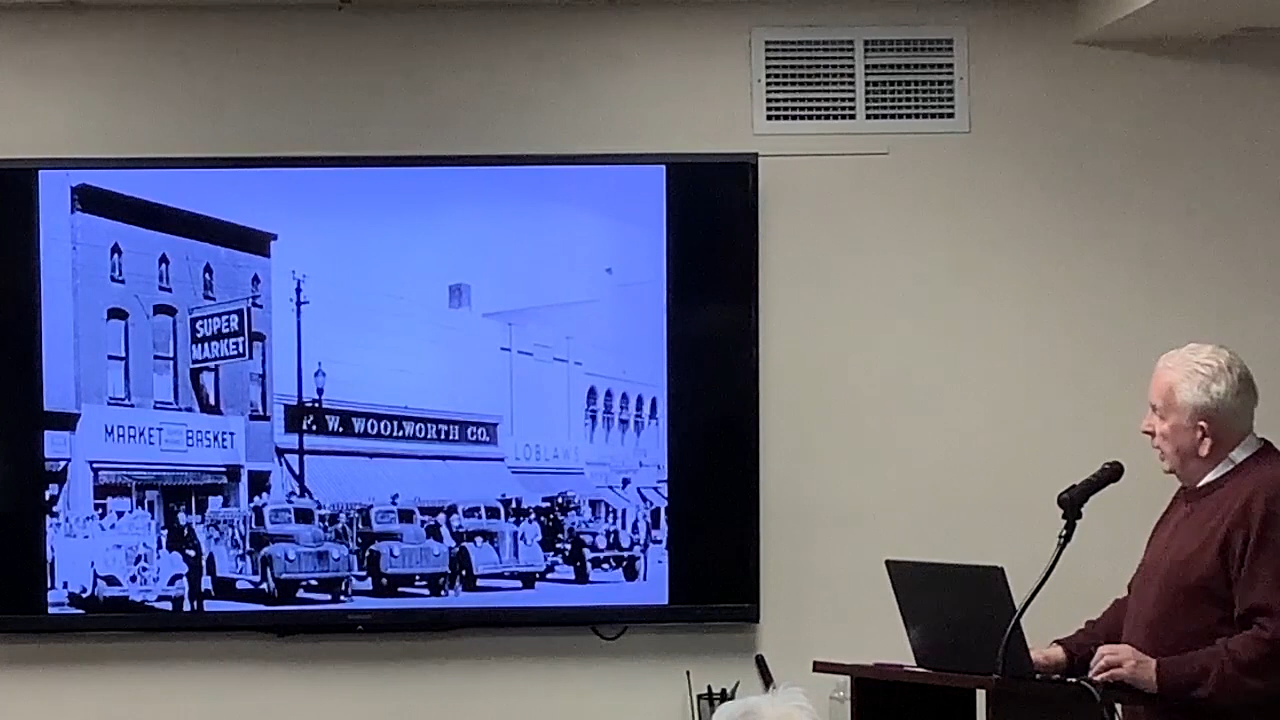 SUPER
MARKET
MARKET BASKET
F. W. WOOLWORTH CO.
LOBLAWS